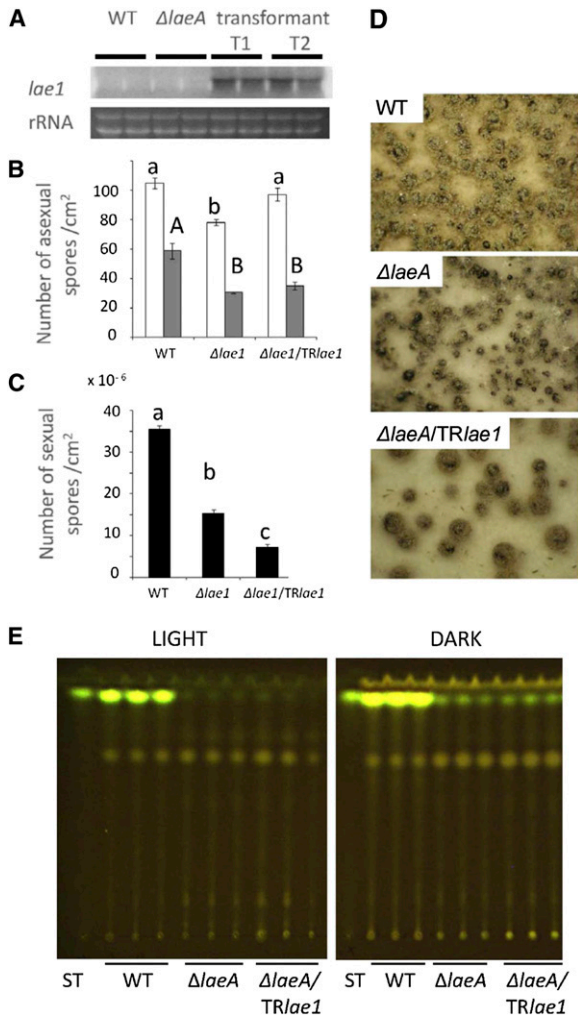 A
WT ΔlaeA transformant
T1 T2
lae1
rRNA
B
Number of asexual
spores /cm²
100
80
60
40
20
0
a
A
b
B
a
B
WT Δlae1 Δlae1/TRlae1
C
x 10⁻⁶
Number of sexual
spores /cm²
30
20
10
10
0
a
b
c
WT Δlae1 Δlae1/TRlae1
D
WT
ΔlaeA
ΔlaeA/TRlae1
E
LIGHT DARK
ST WT ΔlaeA ΔlaeA/
TRlae1
ST WT ΔlaeA ΔlaeA/
TRlae1